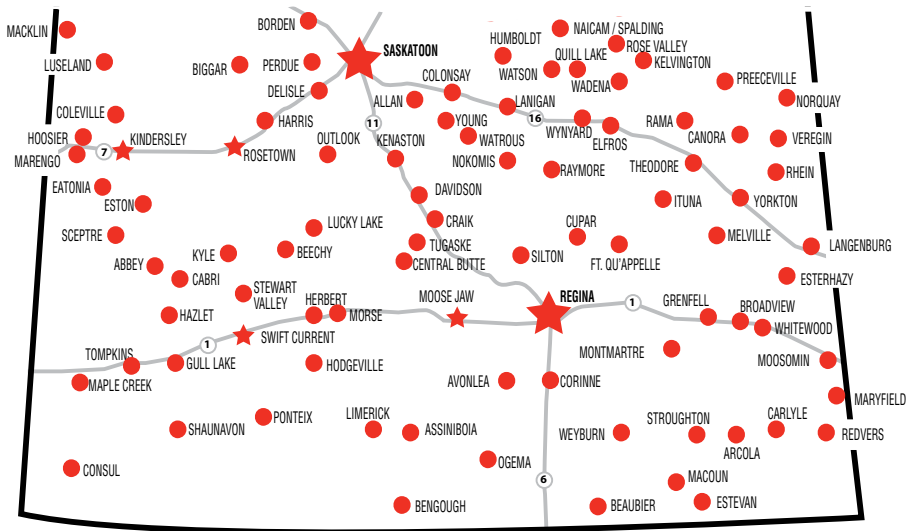 BORDEN
MACKLIN
NAICAM / SPALDING
HUMBOLDT
ROSE VALLEY
SASKATOON
QUILL LAKE
KELVINGTON
LUSELAND
BIGGAR
PERDUE
WATSON
WADENA
PREECEVILLE
COLONSAY
DELISLE
ALLAN
LANIGAN
NORQUAY
COLEVILLE
HARRIS
11
YOUNG
16
WYNYARD
RAMA
HOOSIER
KINDERSLEY
OUTLOOK
KENASTON
WATROUS
ELFROS
CANORA
VEREGIN
7
MARENGO
ROSETOWN
NOKOMIS
RAYMORE
THEODORE
RHEIN
EATONIA
DAVIDSON
ESTON
ITUNA
YORKTON
LUCKY LAKE
CRAIK
CUPAR
SCEPTRE
KYLE
BEECHY
TUGASKE
MELVILLE
LANGENBURG
ABBEY
CENTRAL BUTTE
SILTON
FT. QU'APPELLE
CABRI
STEWART
VALLEY
ESTERHAZY
HERBERT
MOOSE JAW
REGINA
1
GRENFELL
BROADVIEW
HAZLET
MORSE
WHITEWOOD
SWIFT CURRENT
1
TOMPKINS
GULL LAKE
HODGEVILLE
MONTMARTRE
MOOSOMIN
MAPLE CREEK
AVONLEA
CORINNE
MARYFIELD
SHAUNAVON
PONTEIX
LIMERICK
ASSINIBOIA
WEYBURN
STROUGHTON
CARLYLE
REDVERS
ARCOLA
CONSUL
OGEMA
6
MACOUN
BENGOUGH
BEAUBIER
ESTEVAN